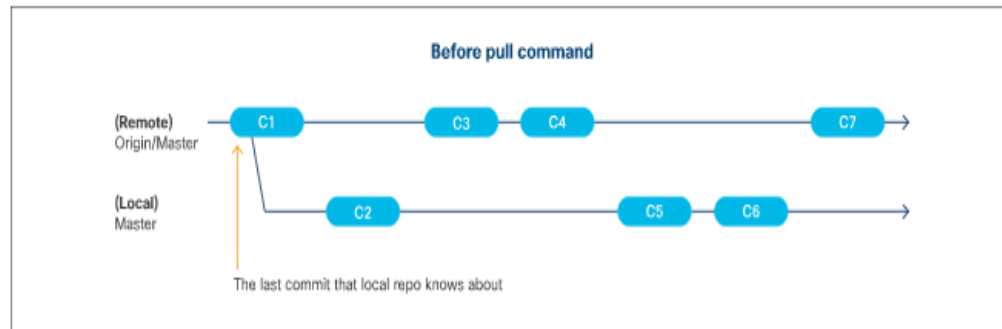 Before pull command
(Remote)
Origin/Master
C1
C3
C4
C7
(Local)
Master
C2
C5
C6
The last commit that local repo knows about